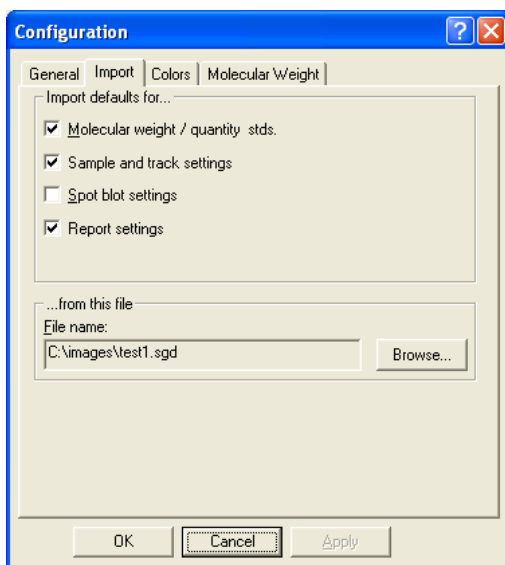 Configuration
General Import Colors Molecular Weight
Import defaults for...
Molecular weight / quantity stds.
Sample and track settings
Spot blot settings
Report settings
...from this file
File name:
C:\images\test1.sgd
Browse...
OK Cancel Apply